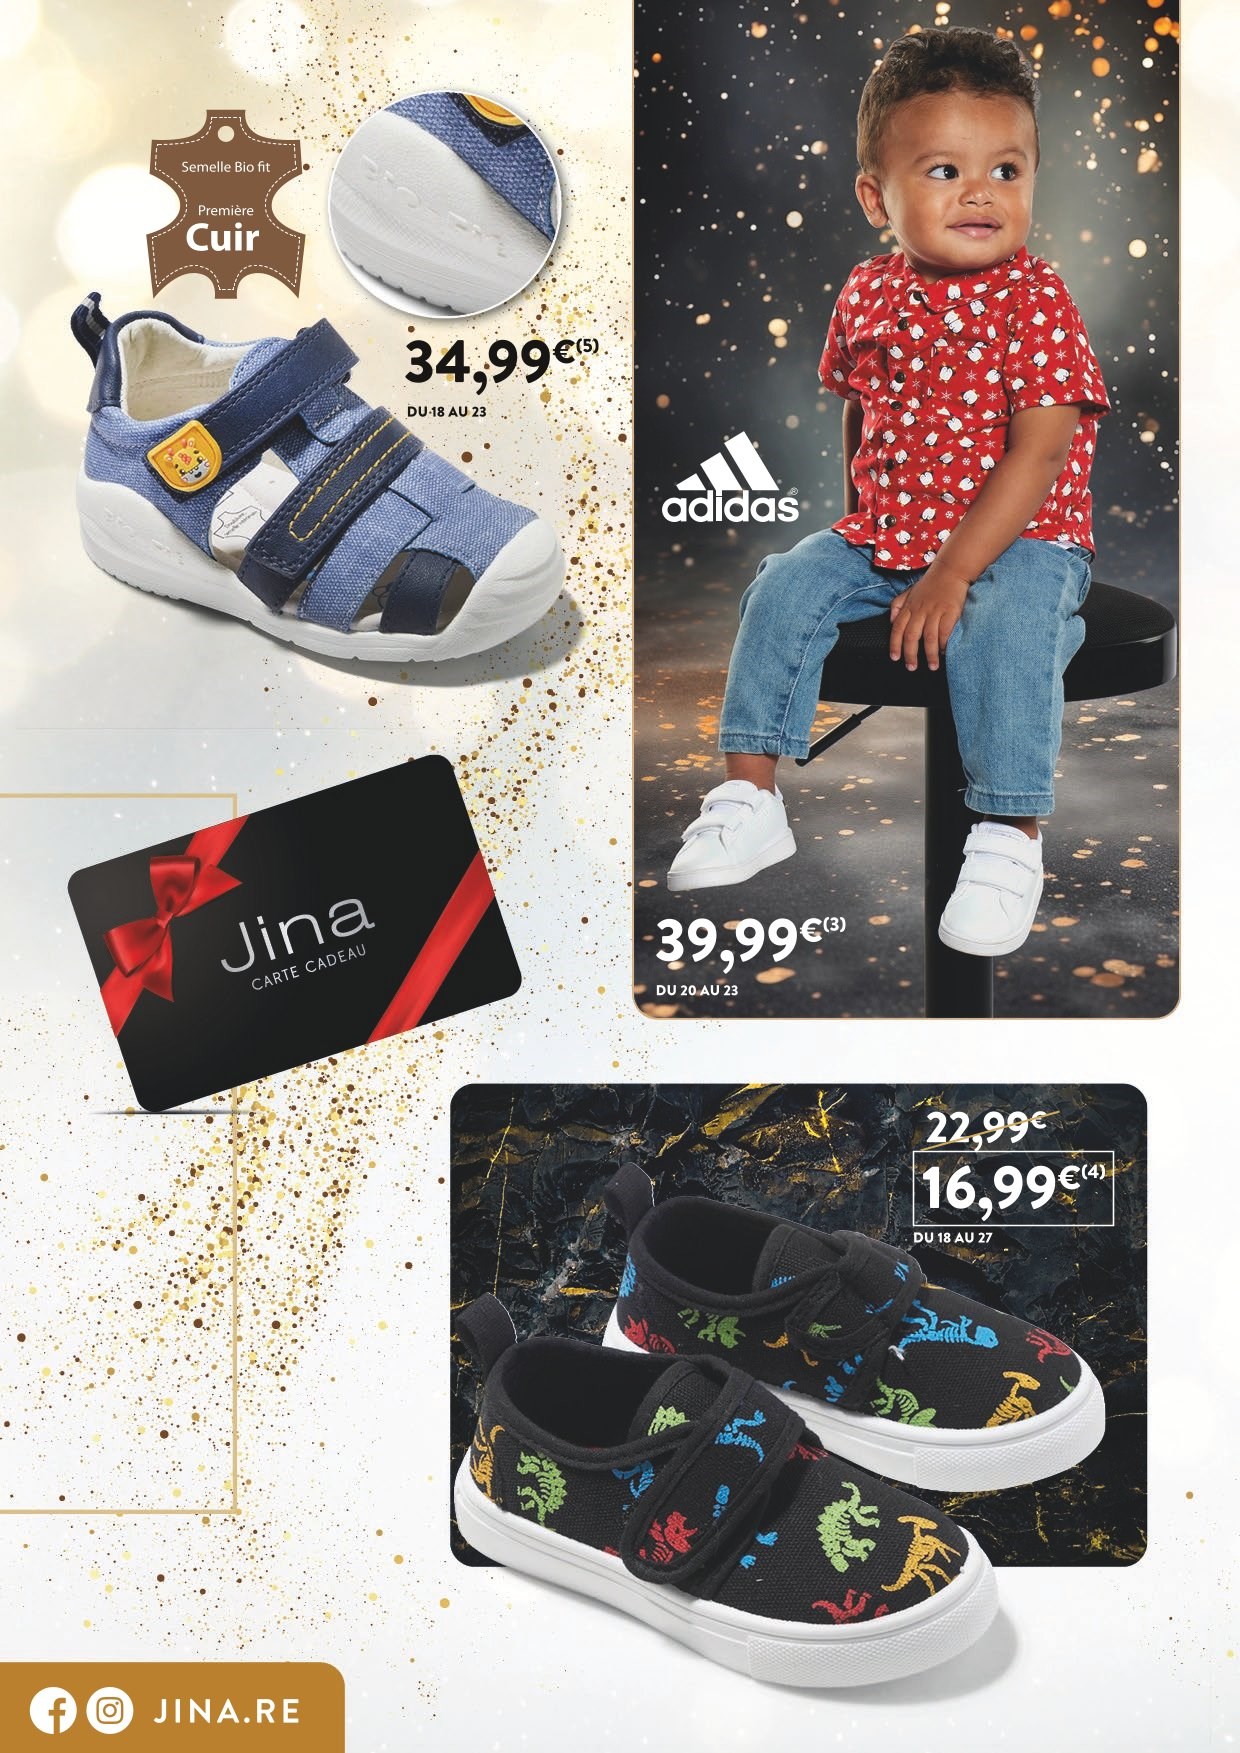 Semelle Bio fit
Première
Cuir
34,99€(5)
DU 18 AU 23
adidas®
39,99€(3)
DU 20 AU 23
Jina
CARTE CADEAU
22,99€
16,99€(4)
DU 18 AU 27
JINA.RE